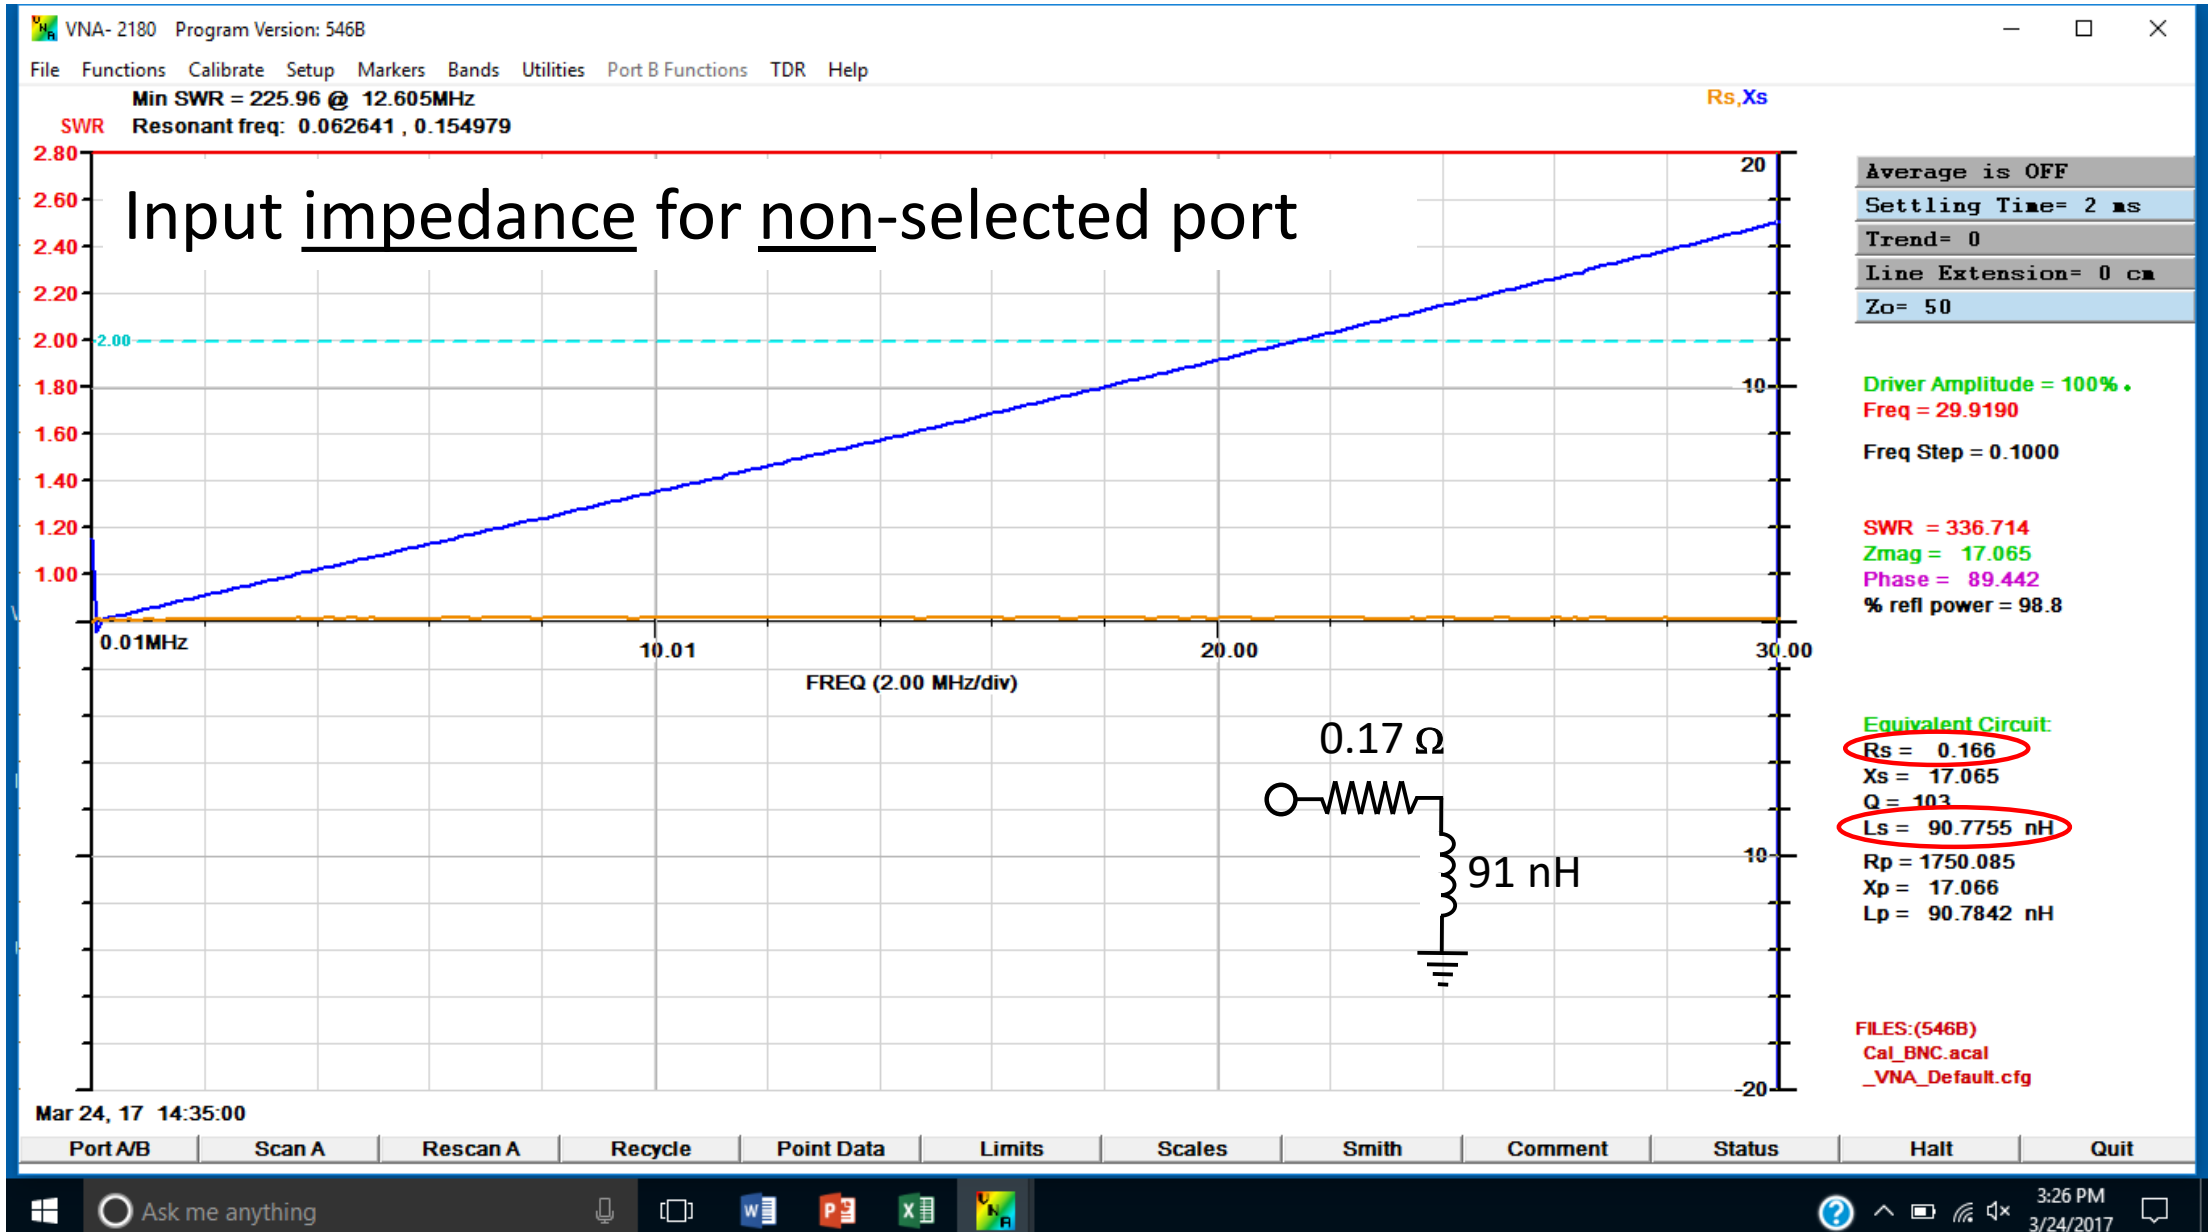 VNA- 2180 Program Version: 546B
File Functions Calibrate Setup Markers Bands Utilities Port B Functions TDR Help
Min SWR = 225.96 @ 12.605MHz
Rs,Xs
SWR Resonant freq: 0.062641 , 0.154979
2.80
2.60
2.40
2.20
2.00
1.80
1.60
1.40
1.20
1.00
2.00
Input impedance for non-selected port
20
10
10
-20
0.01MHz 10.01 20.00 30.00
FREQ (2.00 MHz/div)
0.17 Ω
91 nH
Average is OFF
Settling Time= 2 ms
Trend= 0
Line Extension= 0 cm
Zo= 50
Driver Amplitude = 100%.
Freq = 29.9190
Freq Step = 0.1000
SWR = 336.714
Zmag = 17.065
Phase = 89.442
% refl power = 98.8
Equivalent Circuit:
Rs = 0.166
Xs = 17.065
Q = 103
Ls = 90.7755 nH
Rp = 1750.085
Xp = 17.066
Lp = 90.7842 nH
FILES:(546B)
Cal_BNC.acal
_VNA_Default.cfg
Mar 24, 17 14:35:00
Port A/B Scan A Rescan A Recycle Point Data Limits Scales Smith Comment Status Halt Quit
Ask me anything
3:26 PM
3/24/2017